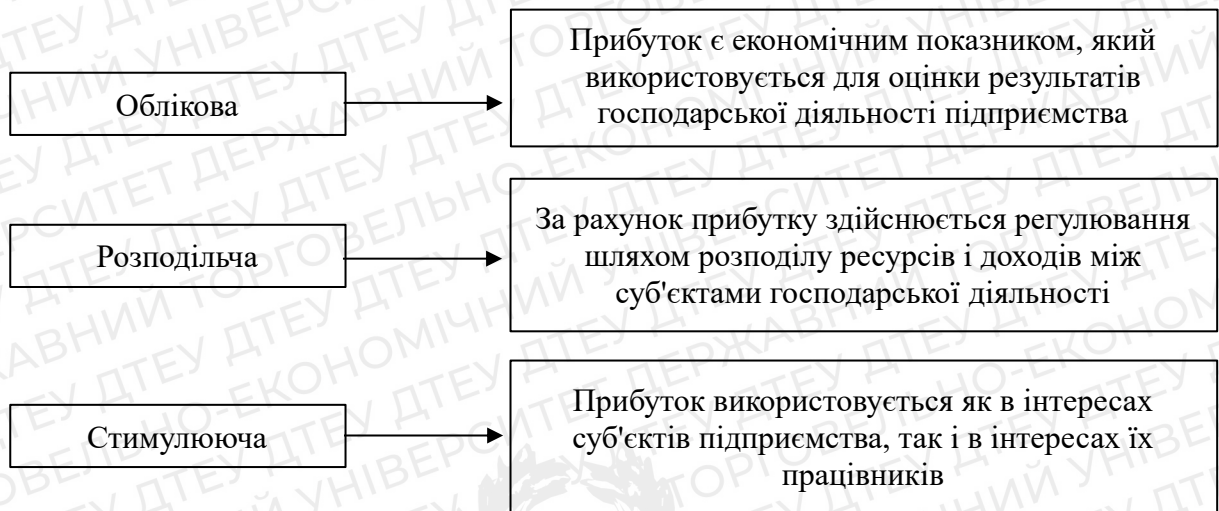 Облікова
Прибуток є економічним показником, який
використовується для оцінки результатів
господарської діяльності підприємства
Розподільча
За рахунок прибутку здійснюється регулювання
шляхом розподілу ресурсів і доходів між
суб'єктами господарської діяльності
Стимулююча
Прибуток використовується як в інтересах
суб'єктів підприємства, так і в інтересах їх
працівників